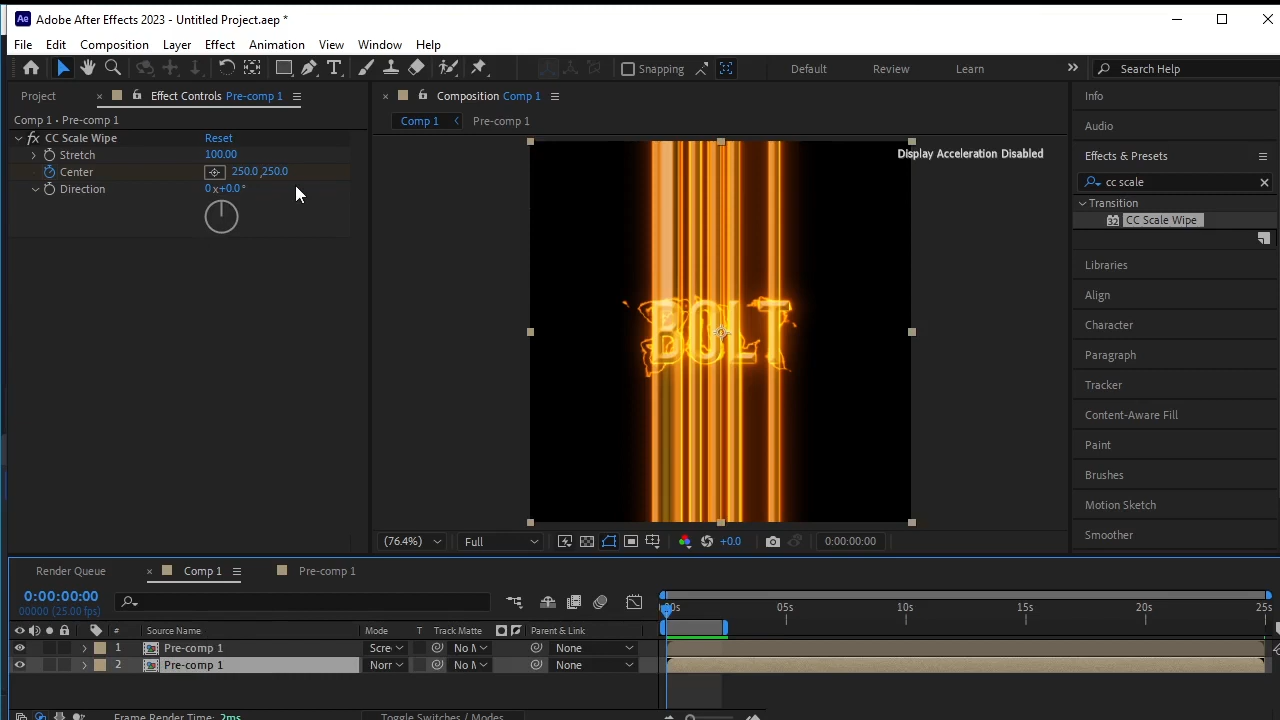 Ae Adobe After Effects 2023 - Untitled Project.aep *
File Edit Composition Layer Effect Animation View Window Help
Snapping Default Review Learn Search Help
Project Effect Controls Pre-comp 1
Composition Comp 1
Info
Comp 1 • Pre-comp 1
Comp 1 Pre-comp 1
Audio
fx CC Scale Wipe Reset
Stretch 100.00
Center 250.0,250.0
Direction 0x+0.0°
Display Acceleration Disabled
Effects & Presets
cc scale
Transition
32 CC Scale Wipe
Libraries
Align
Character
Paragraph
Tracker
Content-Aware Fill
Paint
Brushes
Motion Sketch
Smoother
BOLT
(76.4%) Full +0.0 0:00:00:00
Render Queue Comp 1 Pre-comp 1
0:00:00:00
00000 (25.00 fps)
:00s 05s 10s 15s 20s 25s
# Source Name Mode T Track Matte Parent & Link
1 Pre-comp 1 Scre No M None
2 Pre-comp 1 Norr No M None
Frame Render Time: 2ms Toggle Switches / Modes